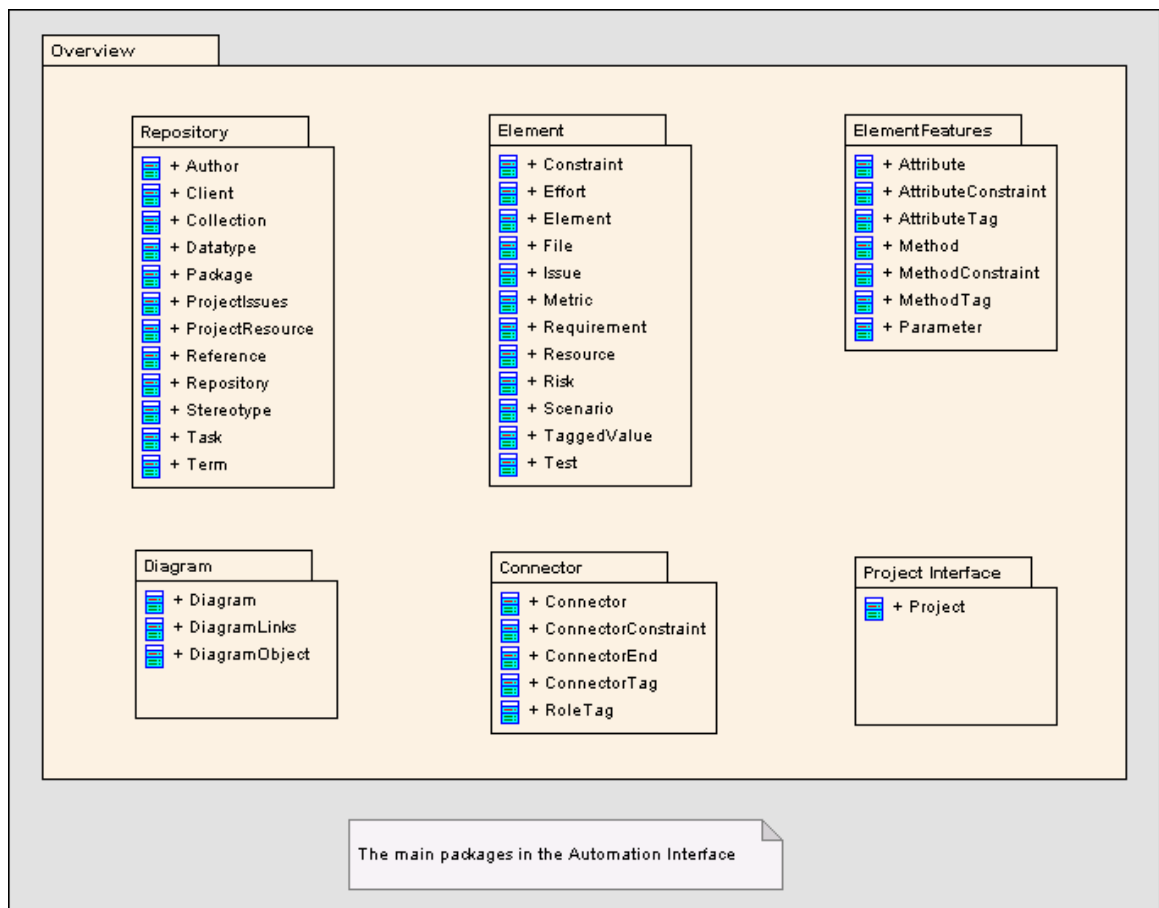 Overview
Repository
+ Author
+ Client
+ Collection
+ Datatype
+ Package
+ ProjectIssues
+ ProjectResource
+ Reference
+ Repository
+ Stereotype
+ Task
+ Term
Element
+ Constraint
+ Effort
+ Element
+ File
+ Issue
+ Metric
+ Requirement
+ Resource
+ Risk
+ Scenario
+ TaggedValue
+ Test
ElementFeatures
+ Attribute
+ AttributeConstraint
+ AttributeTag
+ Method
+ MethodConstraint
+ MethodTag
+ Parameter
Diagram
+ Diagram
+ DiagramLinks
+ DiagramObject
Connector
+ Connector
+ ConnectorConstraint
+ ConnectorEnd
+ ConnectorTag
+ RoleTag
Project Interface
+ Project
The main packages in the Automation Interface